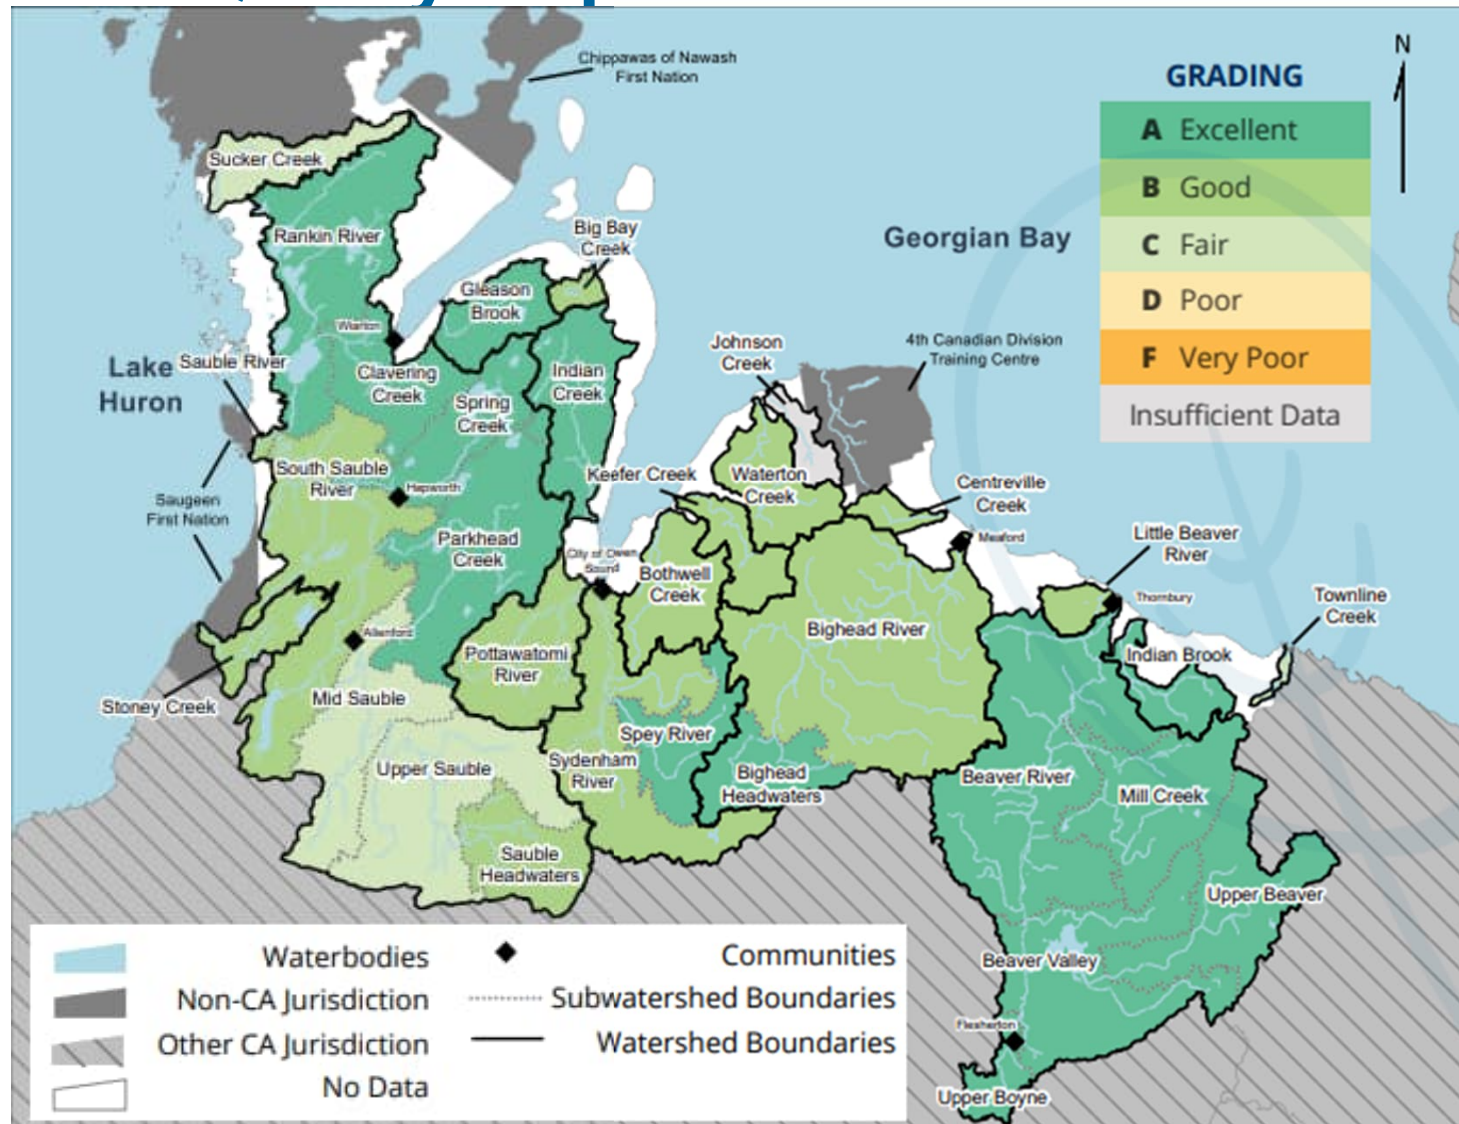 Chippawas of Nawash
First Nation
GRADING
N
A Excellent
B Good
C Fair
D Poor
F Very Poor
Insufficient Data
Sucker Creek
Rankin River
Big Bay
Creek
Georgian Bay
Gleason
Brook
Wiarton
Johnson
Creek
4th Canadian Division
Training Centre
Lake
Huron
Sauble River
Clavering
Creek
Indian
Creek
Spring
Creek
South Sauble
River
Keefer Creek
Waterton
Creek
Centreville
Creek
Hepworth
Saugeen
First Nation
Parkhead
Creek
City of Owen
Sound
Meaford
Little Beaver
River
Bothwell
Creek
Thornbury
Townline
Creek
Allenford
Bighead River
Pottawatomi
River
Indian Brook
Mid Sauble
Stoney Creek
Spey River
Upper Sauble
Sydenham
River
Bighead
Headwaters
Beaver River
Mill Creek
Sauble
Headwaters
Upper Beaver
Beaver Valley
Flesherton
Upper Boyne
Waterbodies
Non-CA Jurisdiction
Other CA Jurisdiction
No Data
Communities
Subwatershed Boundaries
Watershed Boundaries